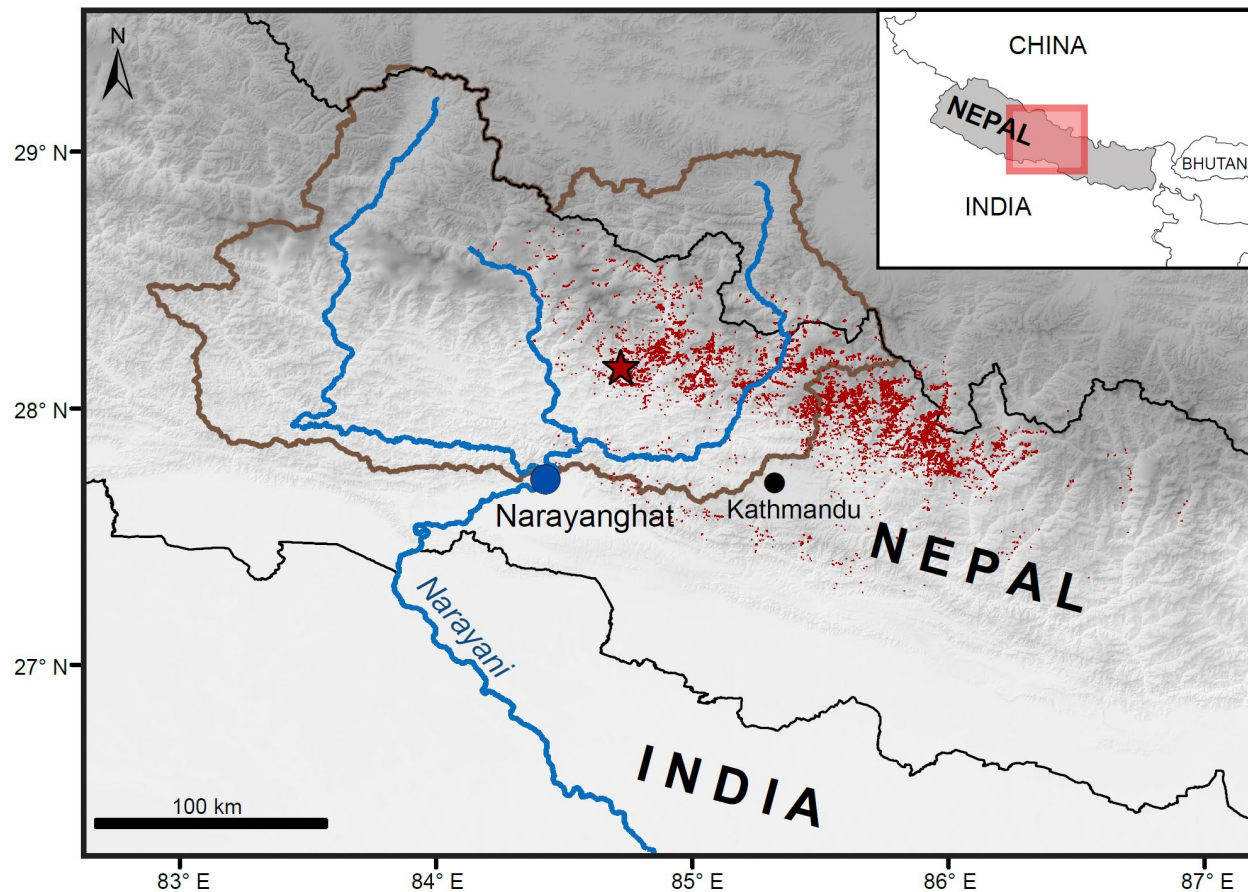 N
CHINA
NEPAL
BHUTAN
INDIA
29° N
28° N
27° N
Narayanghat
Kathmandu
NEPAL
Narayani
INDIA
100 km
83° E
84° E
85° E
86° E
87° E